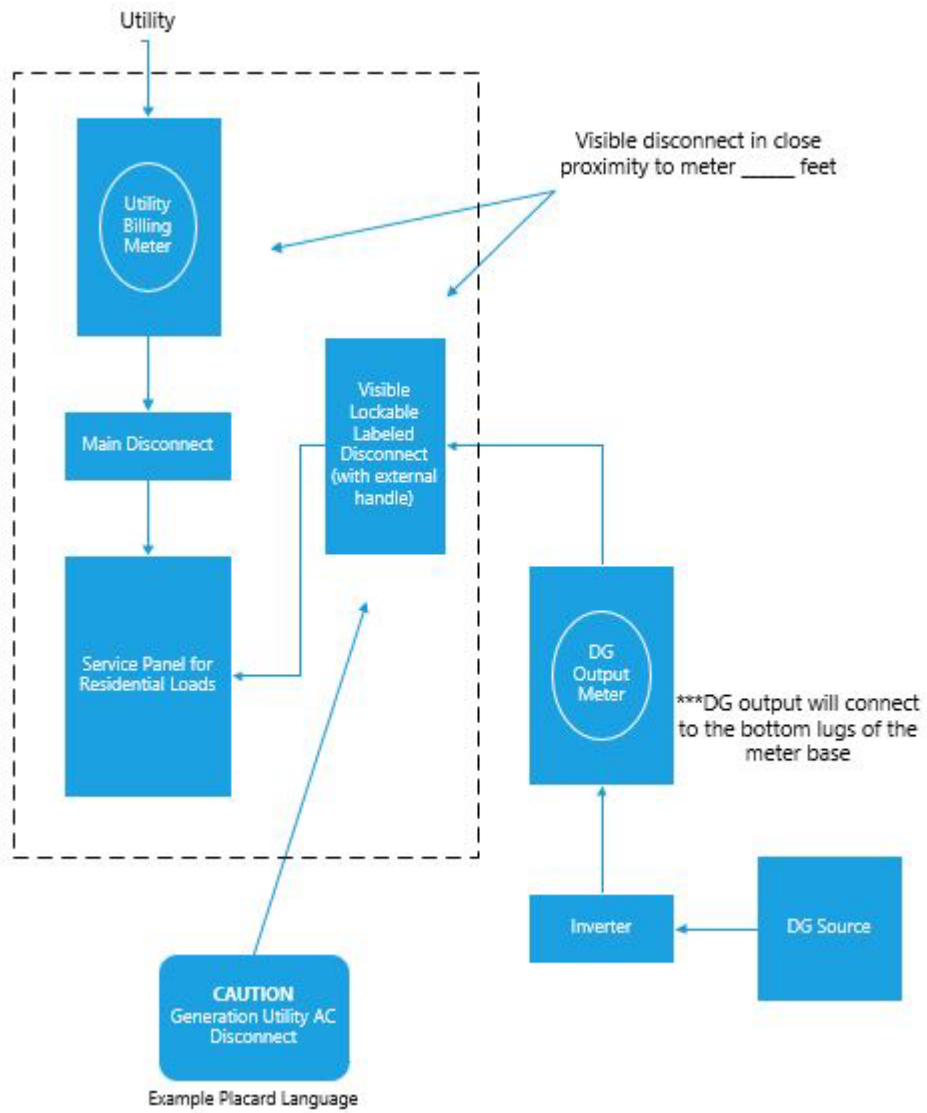 Utility
Utility
Billing
Meter
Visible disconnect in close
proximity to meter _____ feet
Main Disconnect
Visible
Lockable
Labeled
Disconnect
(with external
handle)
Service Panel for
Residential Loads
DG
Output
Meter
***DG output will connect
to the bottom lugs of the
meter base
Inverter
DG Source
CAUTION
Generation Utility AC
Disconnect
Example Placard Language